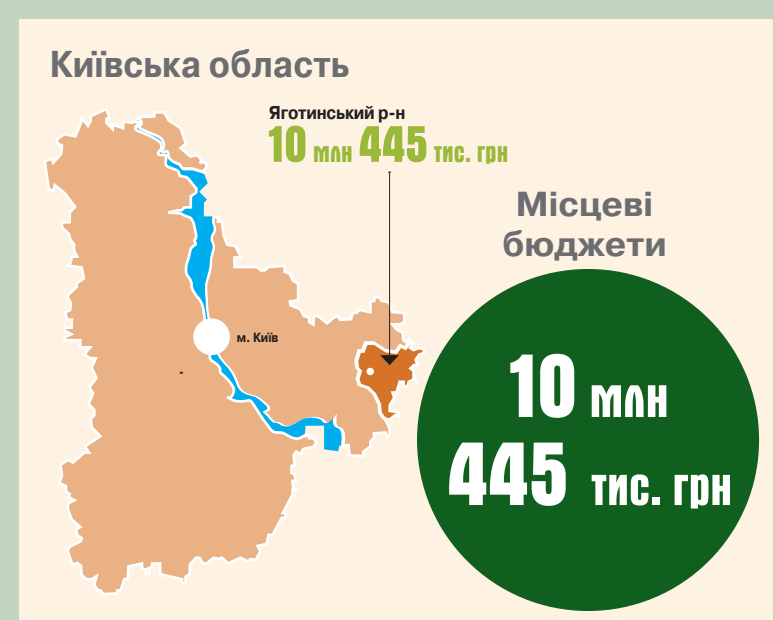 Київська область
Яготинський р-н
10 млн 445 тис. грн
Місцеві
бюджети
м. Київ
10 млн
445 тис. грн